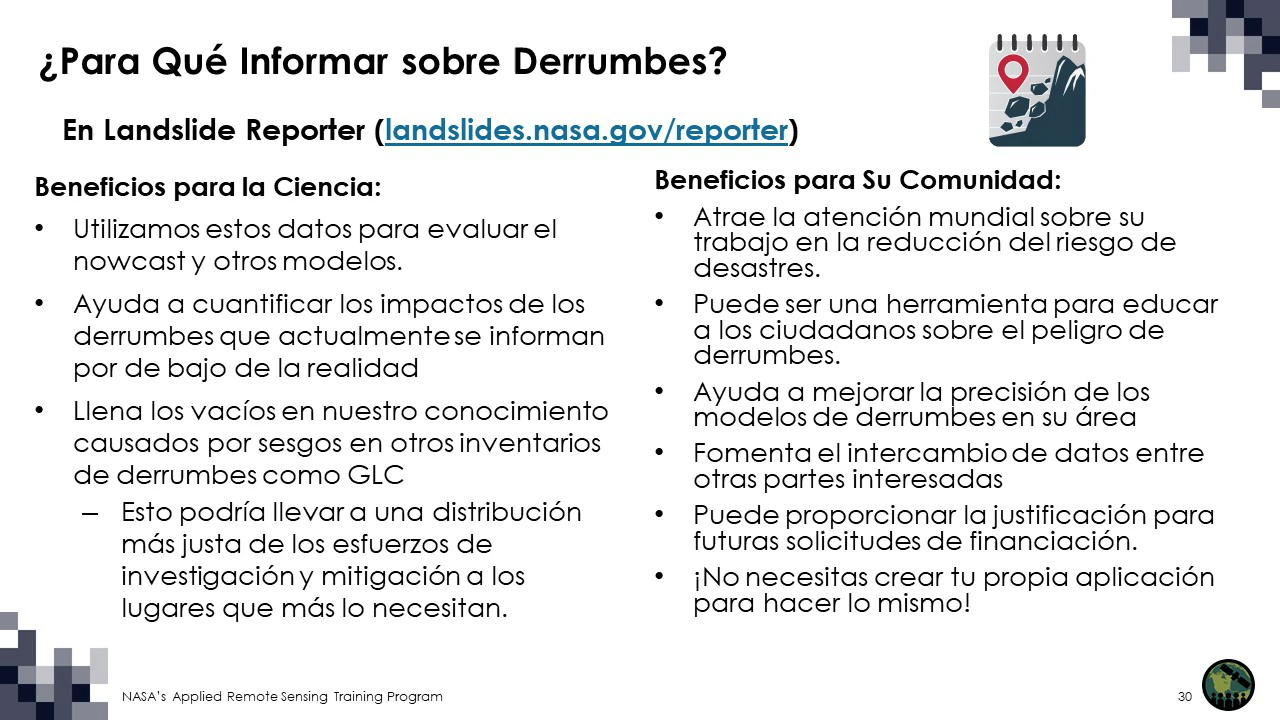 ¿Para Qué Informar sobre Derrumbes?
En Landslide Reporter (landslides.nasa.gov/reporter)
Beneficios para la Ciencia:
• Utilizamos estos datos para evaluar el
nowcast y otros modelos.
• Ayuda a cuantificar los impactos de los
derrumbes que actualmente se informan
por de bajo de la realidad
• Llena los vacíos en nuestro conocimiento
causados por sesgos en otros inventarios
de derrumbes como GLC
– Esto podría llevar a una distribución
más justa de los esfuerzos de
investigación y mitigación a los
lugares que más lo necesitan.
Beneficios para Su Comunidad:
• Atrae la atención mundial sobre su
trabajo en la reducción del riesgo de
desastres.
• Puede ser una herramienta para educar
a los ciudadanos sobre el peligro de
derrumbes.
• Ayuda a mejorar la precisión de los
modelos de derrumbes en su área
• Fomenta el intercambio de datos entre
otras partes interesadas
• Puede proporcionar la justificación para
futuras solicitudes de financiación.
• ¡No necesitas crear tu propia aplicación
para hacer lo mismo!
NASA's Applied Remote Sensing Training Program
30